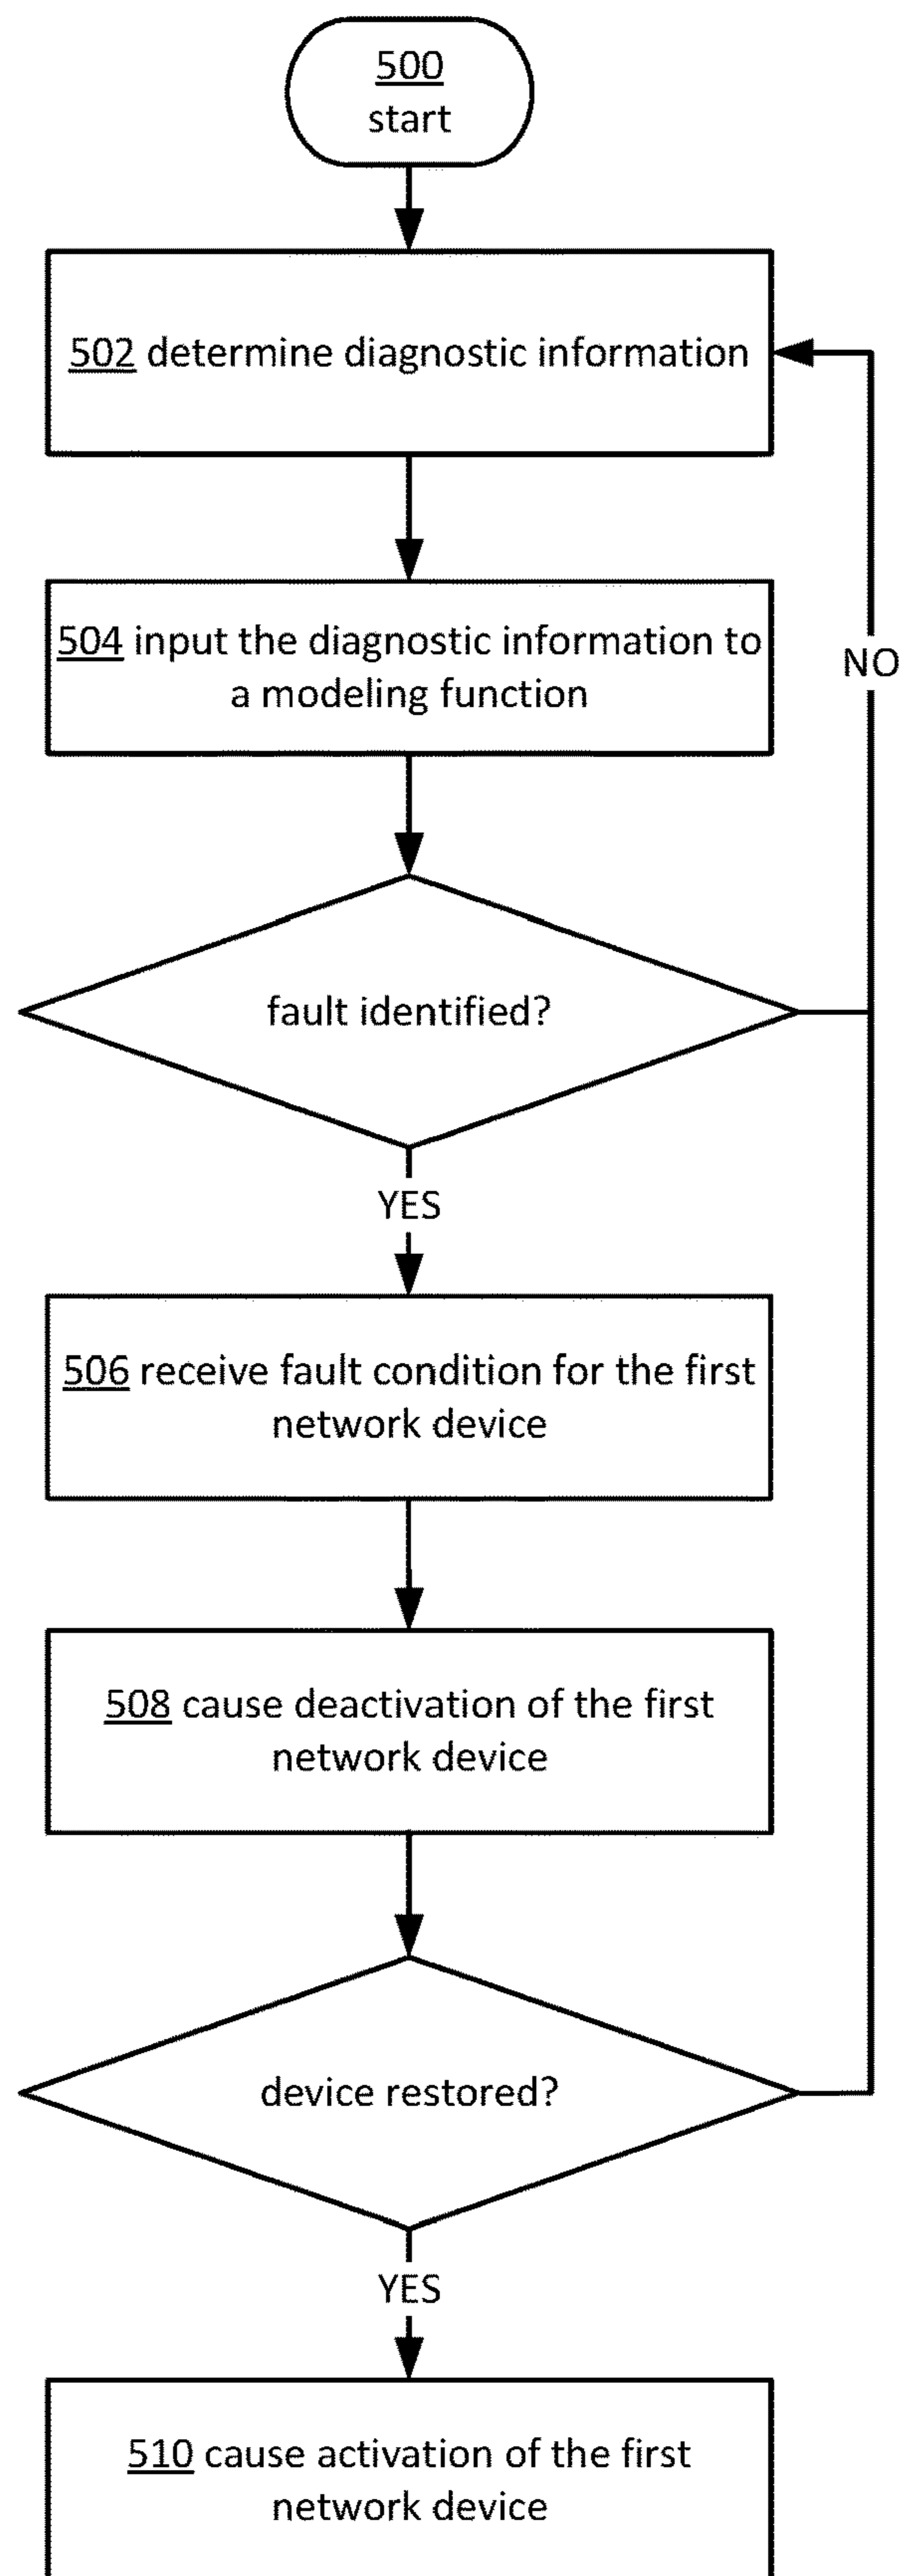 500
start
502 determine diagnostic information
504 input the diagnostic information to
a modeling function
NO
fault identified?
YES
506 receive fault condition for the first
network device
508 cause deactivation of the first
network device
device restored?
YES
510 cause activation of the first
network device